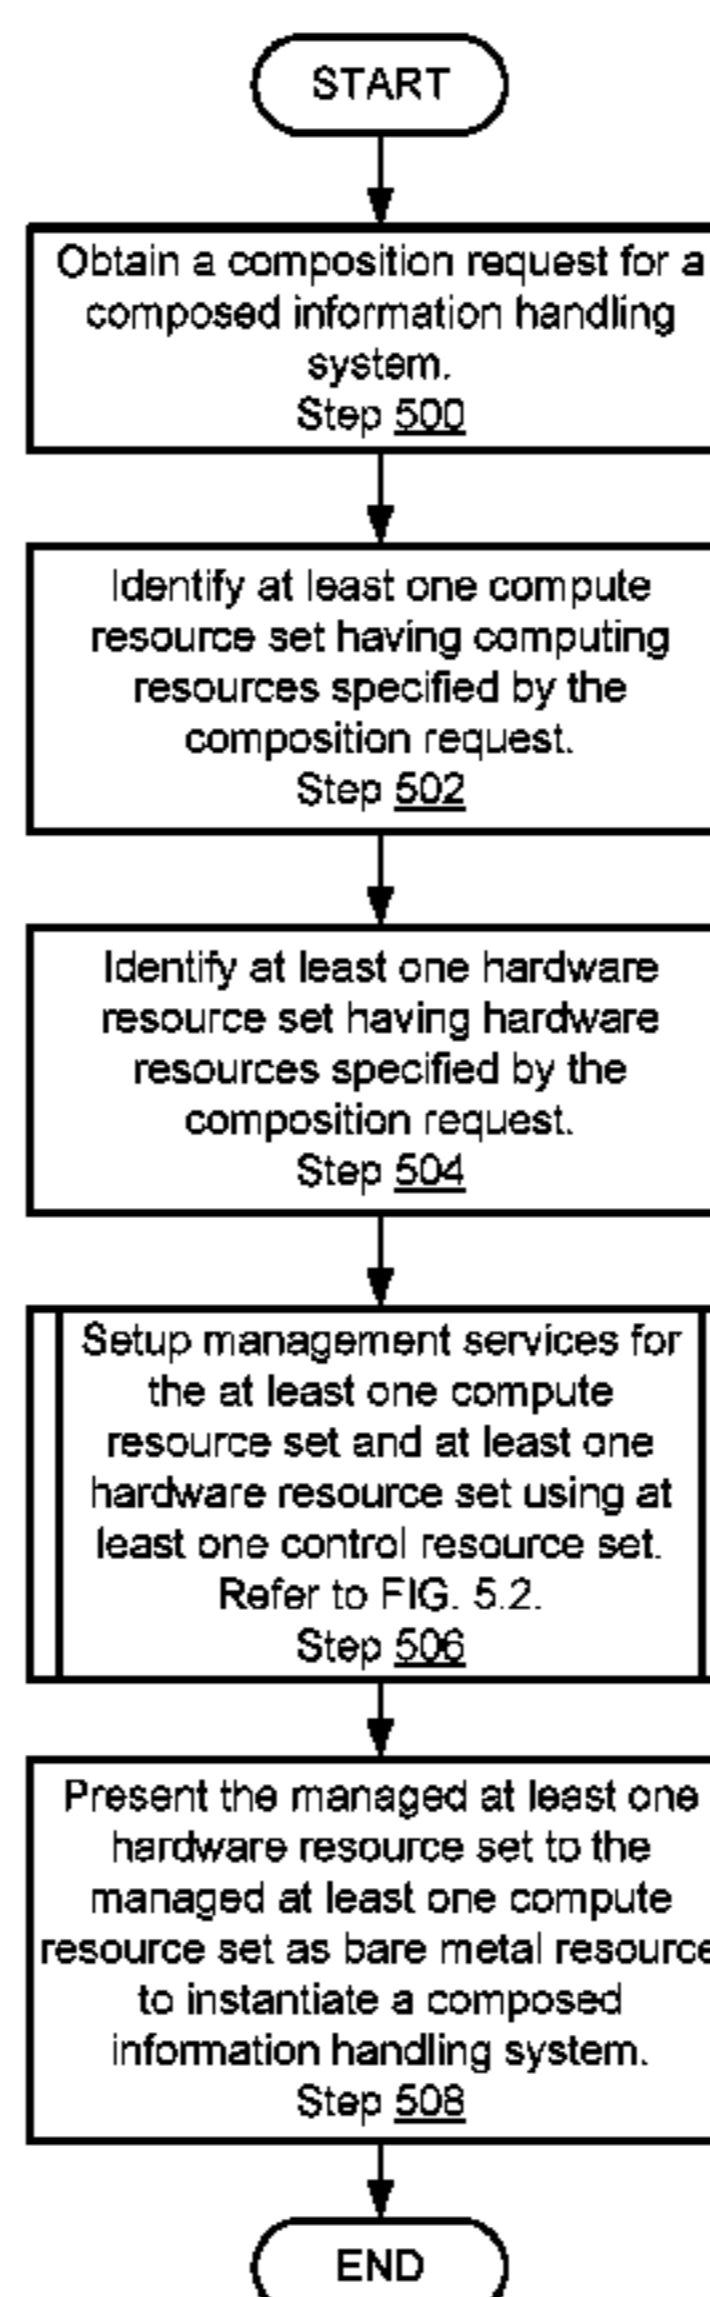 START
Obtain a composition request for a
composed information handling
system.
Step 500
Identify at least one compute
resource set having computing
resources specified by the
composition request.
Step 502
Identify at least one hardware
resource set having hardware
resources specified by the
composition request.
Step 504
Setup management services for
the at least one compute
resource set and at least one
hardware resource set using at
least one control resource set.
Refer to FIG. 5.2.
Step 506
Present the managed at least one
hardware resource set to the
managed at least one compute
resource set as bare metal resource
to instantiate a composed
information handling system.
Step 508
END